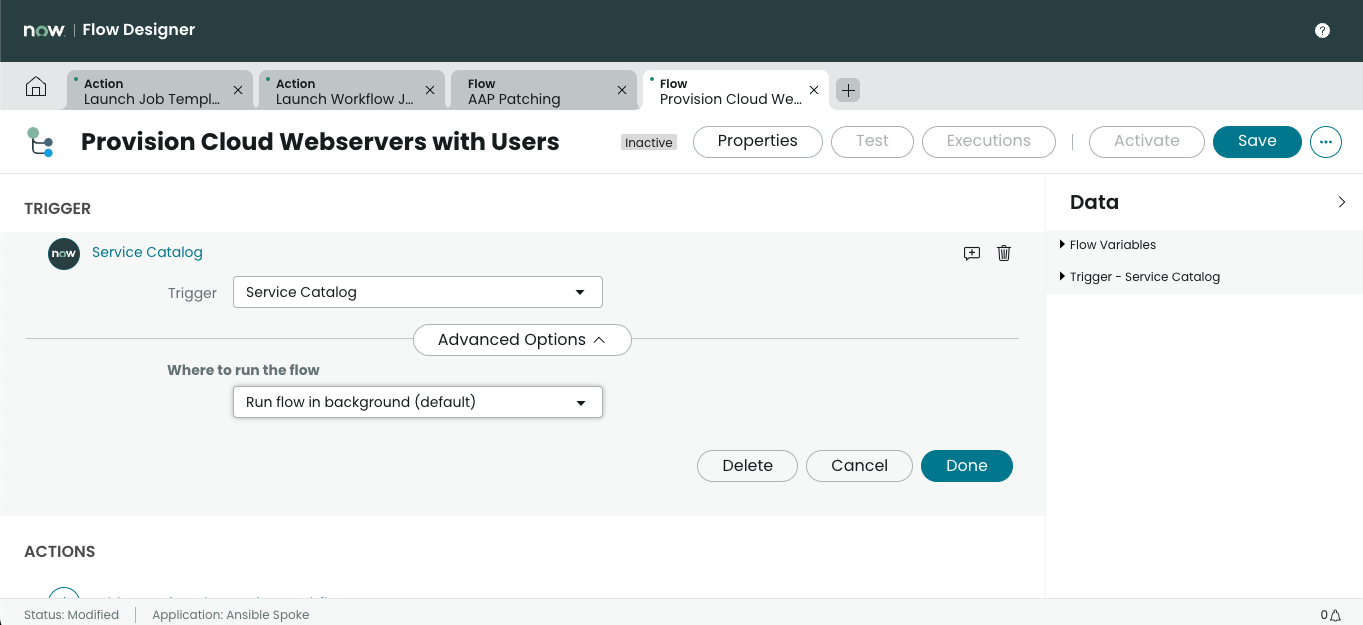 now | Flow Designer
Action
Launch Job Templ...
Action
Launch Workflow J...
Flow
AAP Patching
Flow
Provision Cloud We...
Provision Cloud Webservers with Users
Inactive
Properties
Test
Executions
Activate
Save
TRIGGER
now
Service Catalog
Trigger
Service Catalog
Advanced Options
Where to run the flow
Run flow in background (default)
Delete
Cancel
Done
ACTIONS
Data
Flow Variables
Trigger - Service Catalog
Status: Modified
Application: Ansible Spoke
0